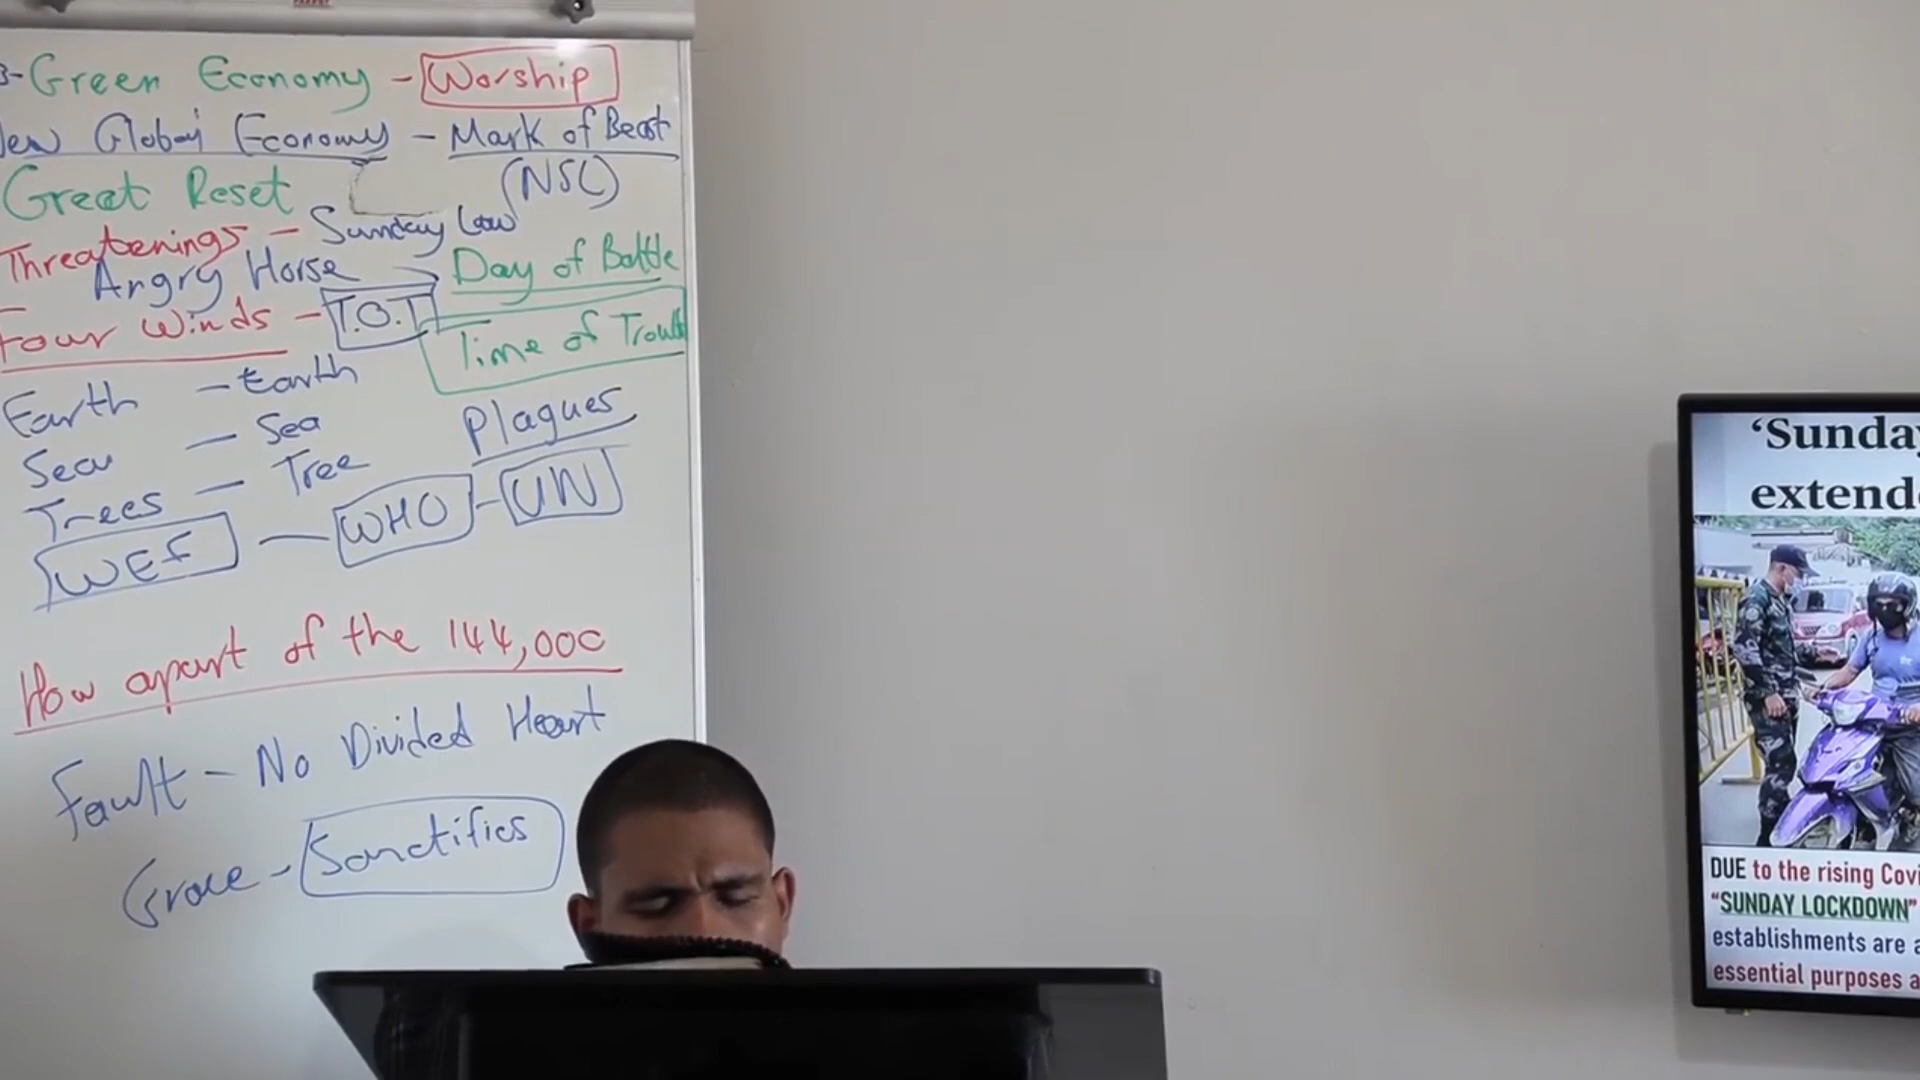 3-Green Economy - Worship
New Global Economy - Mark of Beast
(NSL)
Great Reset
Threatenings - Sunday Law
Angry Horse
Day of Battle
Four Winds - T.O.T
Time of Troub
Earth - Earth
Sea - Sea
Trees - Tree
Plagues
WEF - WHO - UN
How apart of the 144,000
Fault - No Divided Heart
Grace - Sanctifies
‘Sunday
extend
DUE to the rising Covi
“SUNDAY LOCKDOWN”
establishments are a
essential purposes a